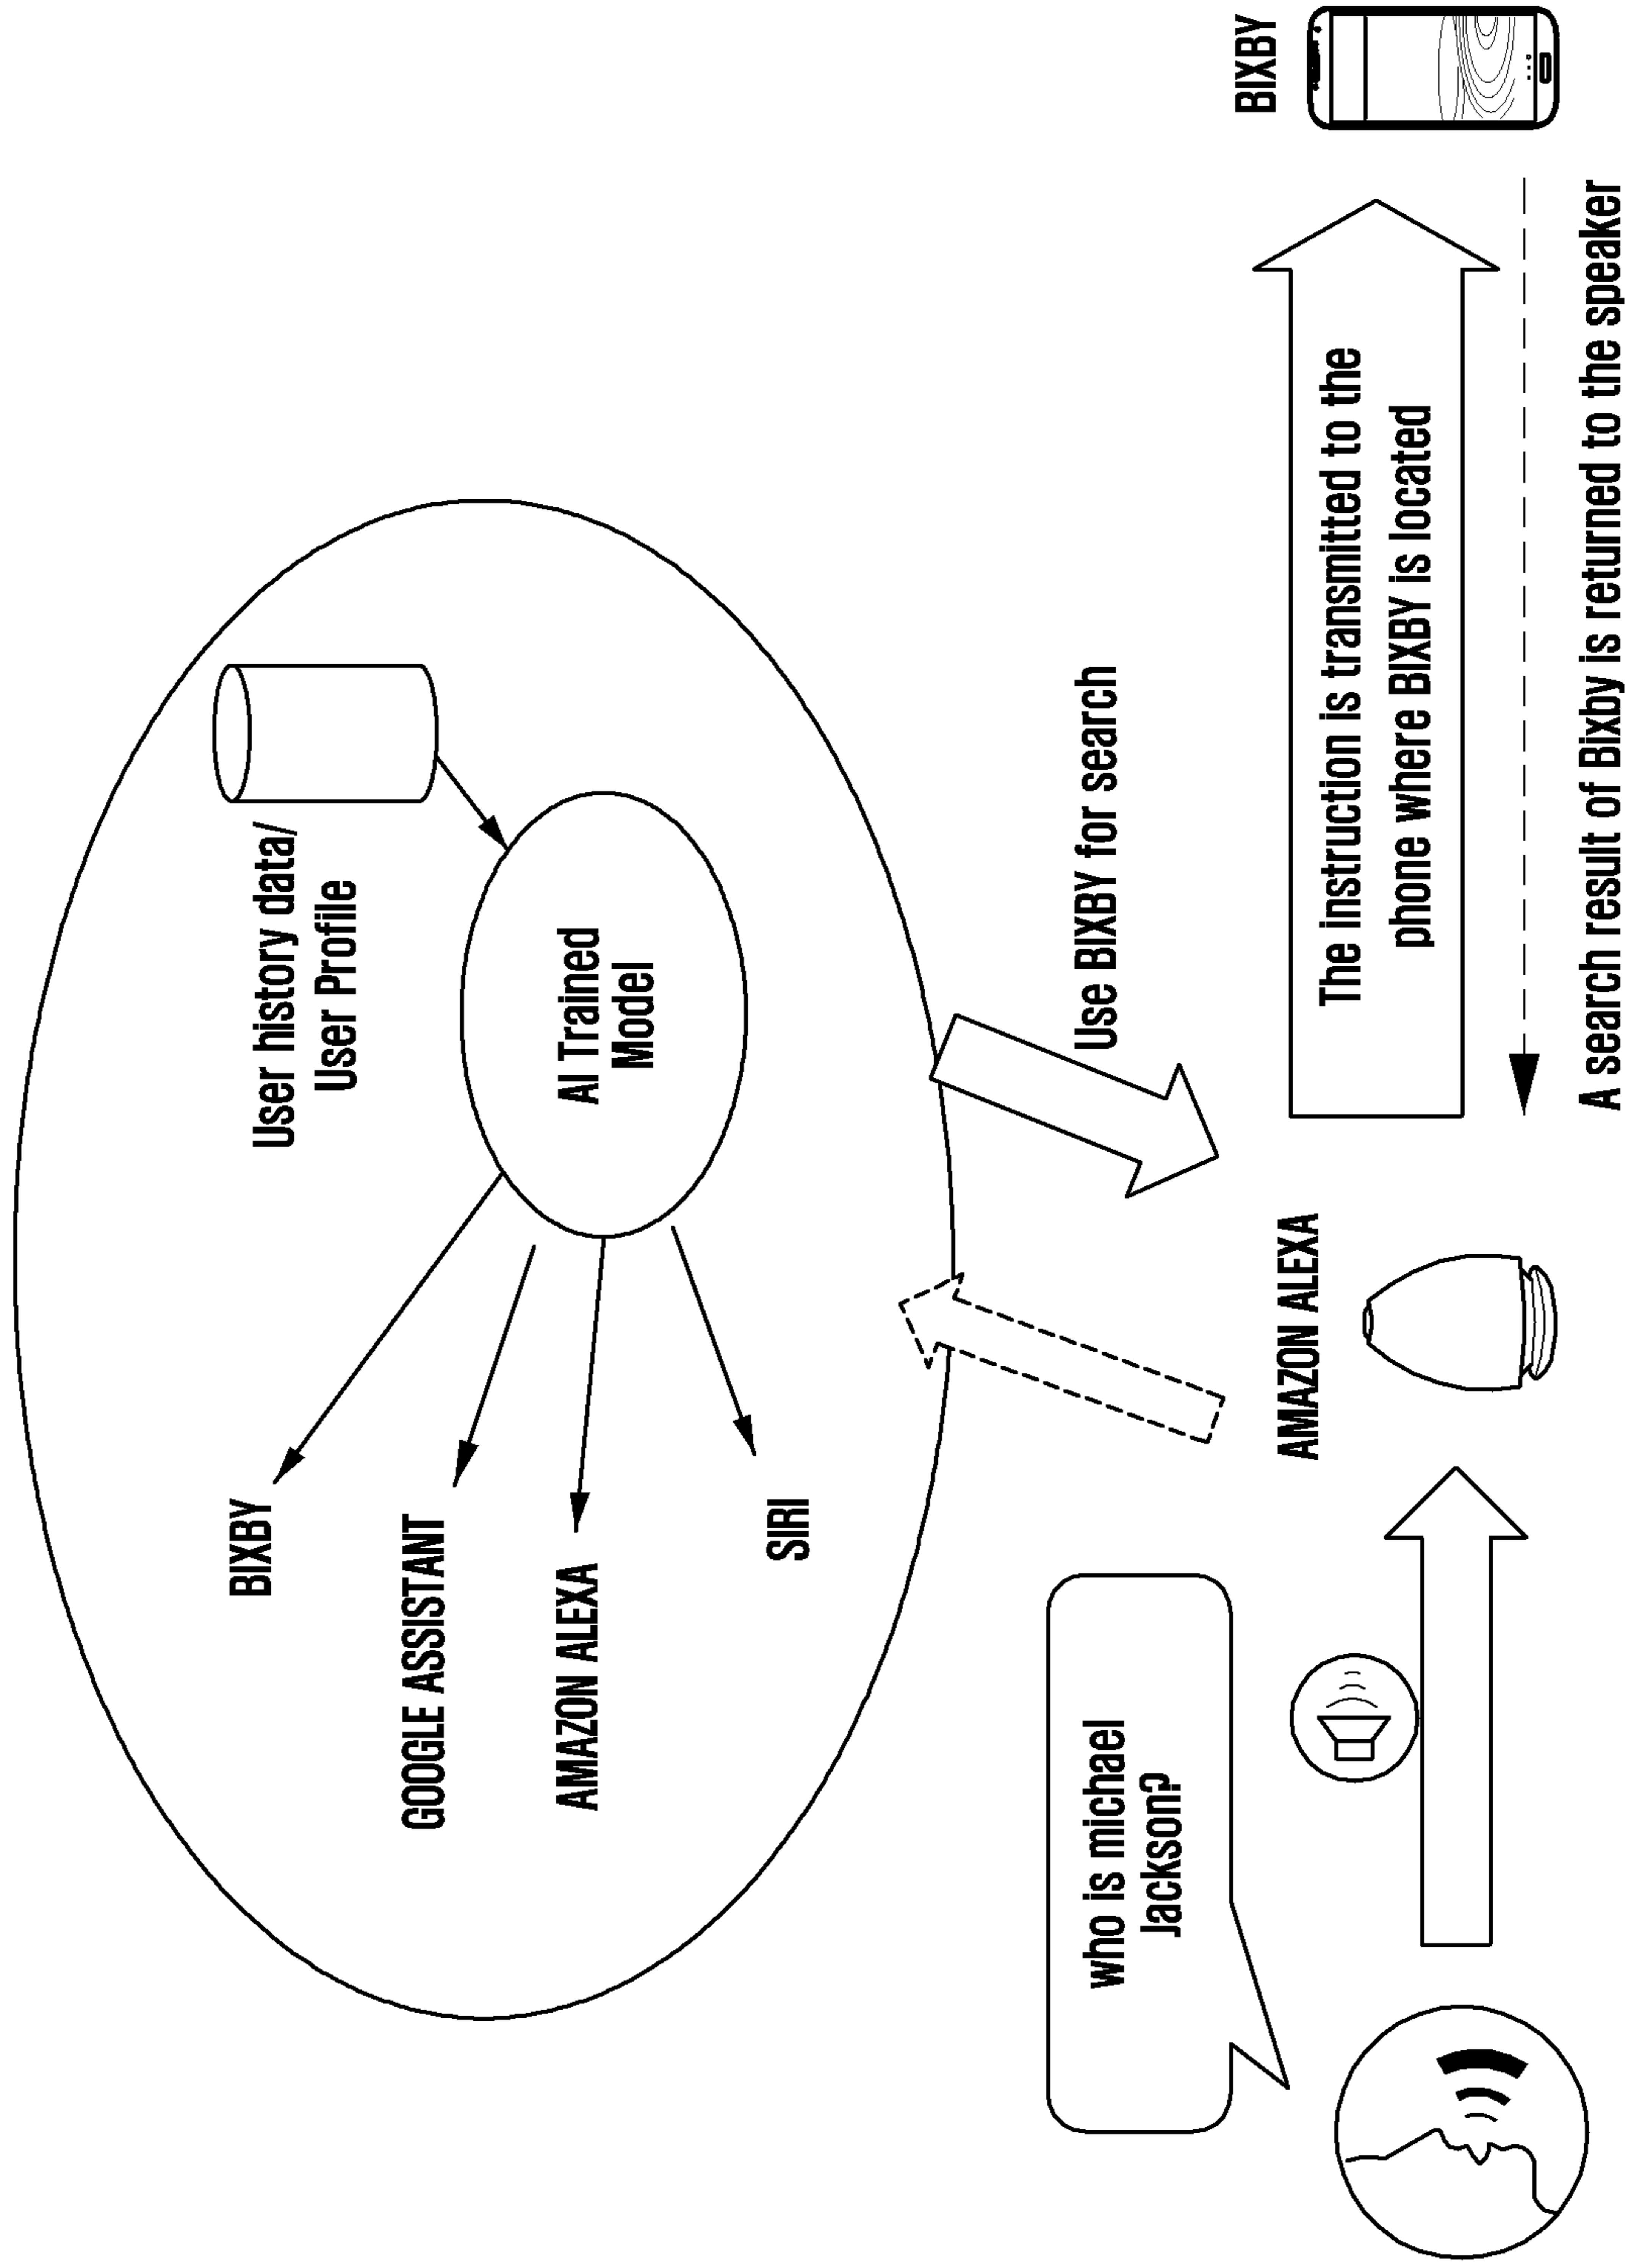 User history data/
User Profile
BIXBY
GOOGLE ASSISTANT
AMAZON ALEXA
SIRI
AI Trained
Model
who is michael
Jackson?
Use BIXBY for search
AMAZON ALEXA
BIXBY
The instruction is transmitted to the
phone where BIXBY is located
A search result of Bixby is returned to the speaker